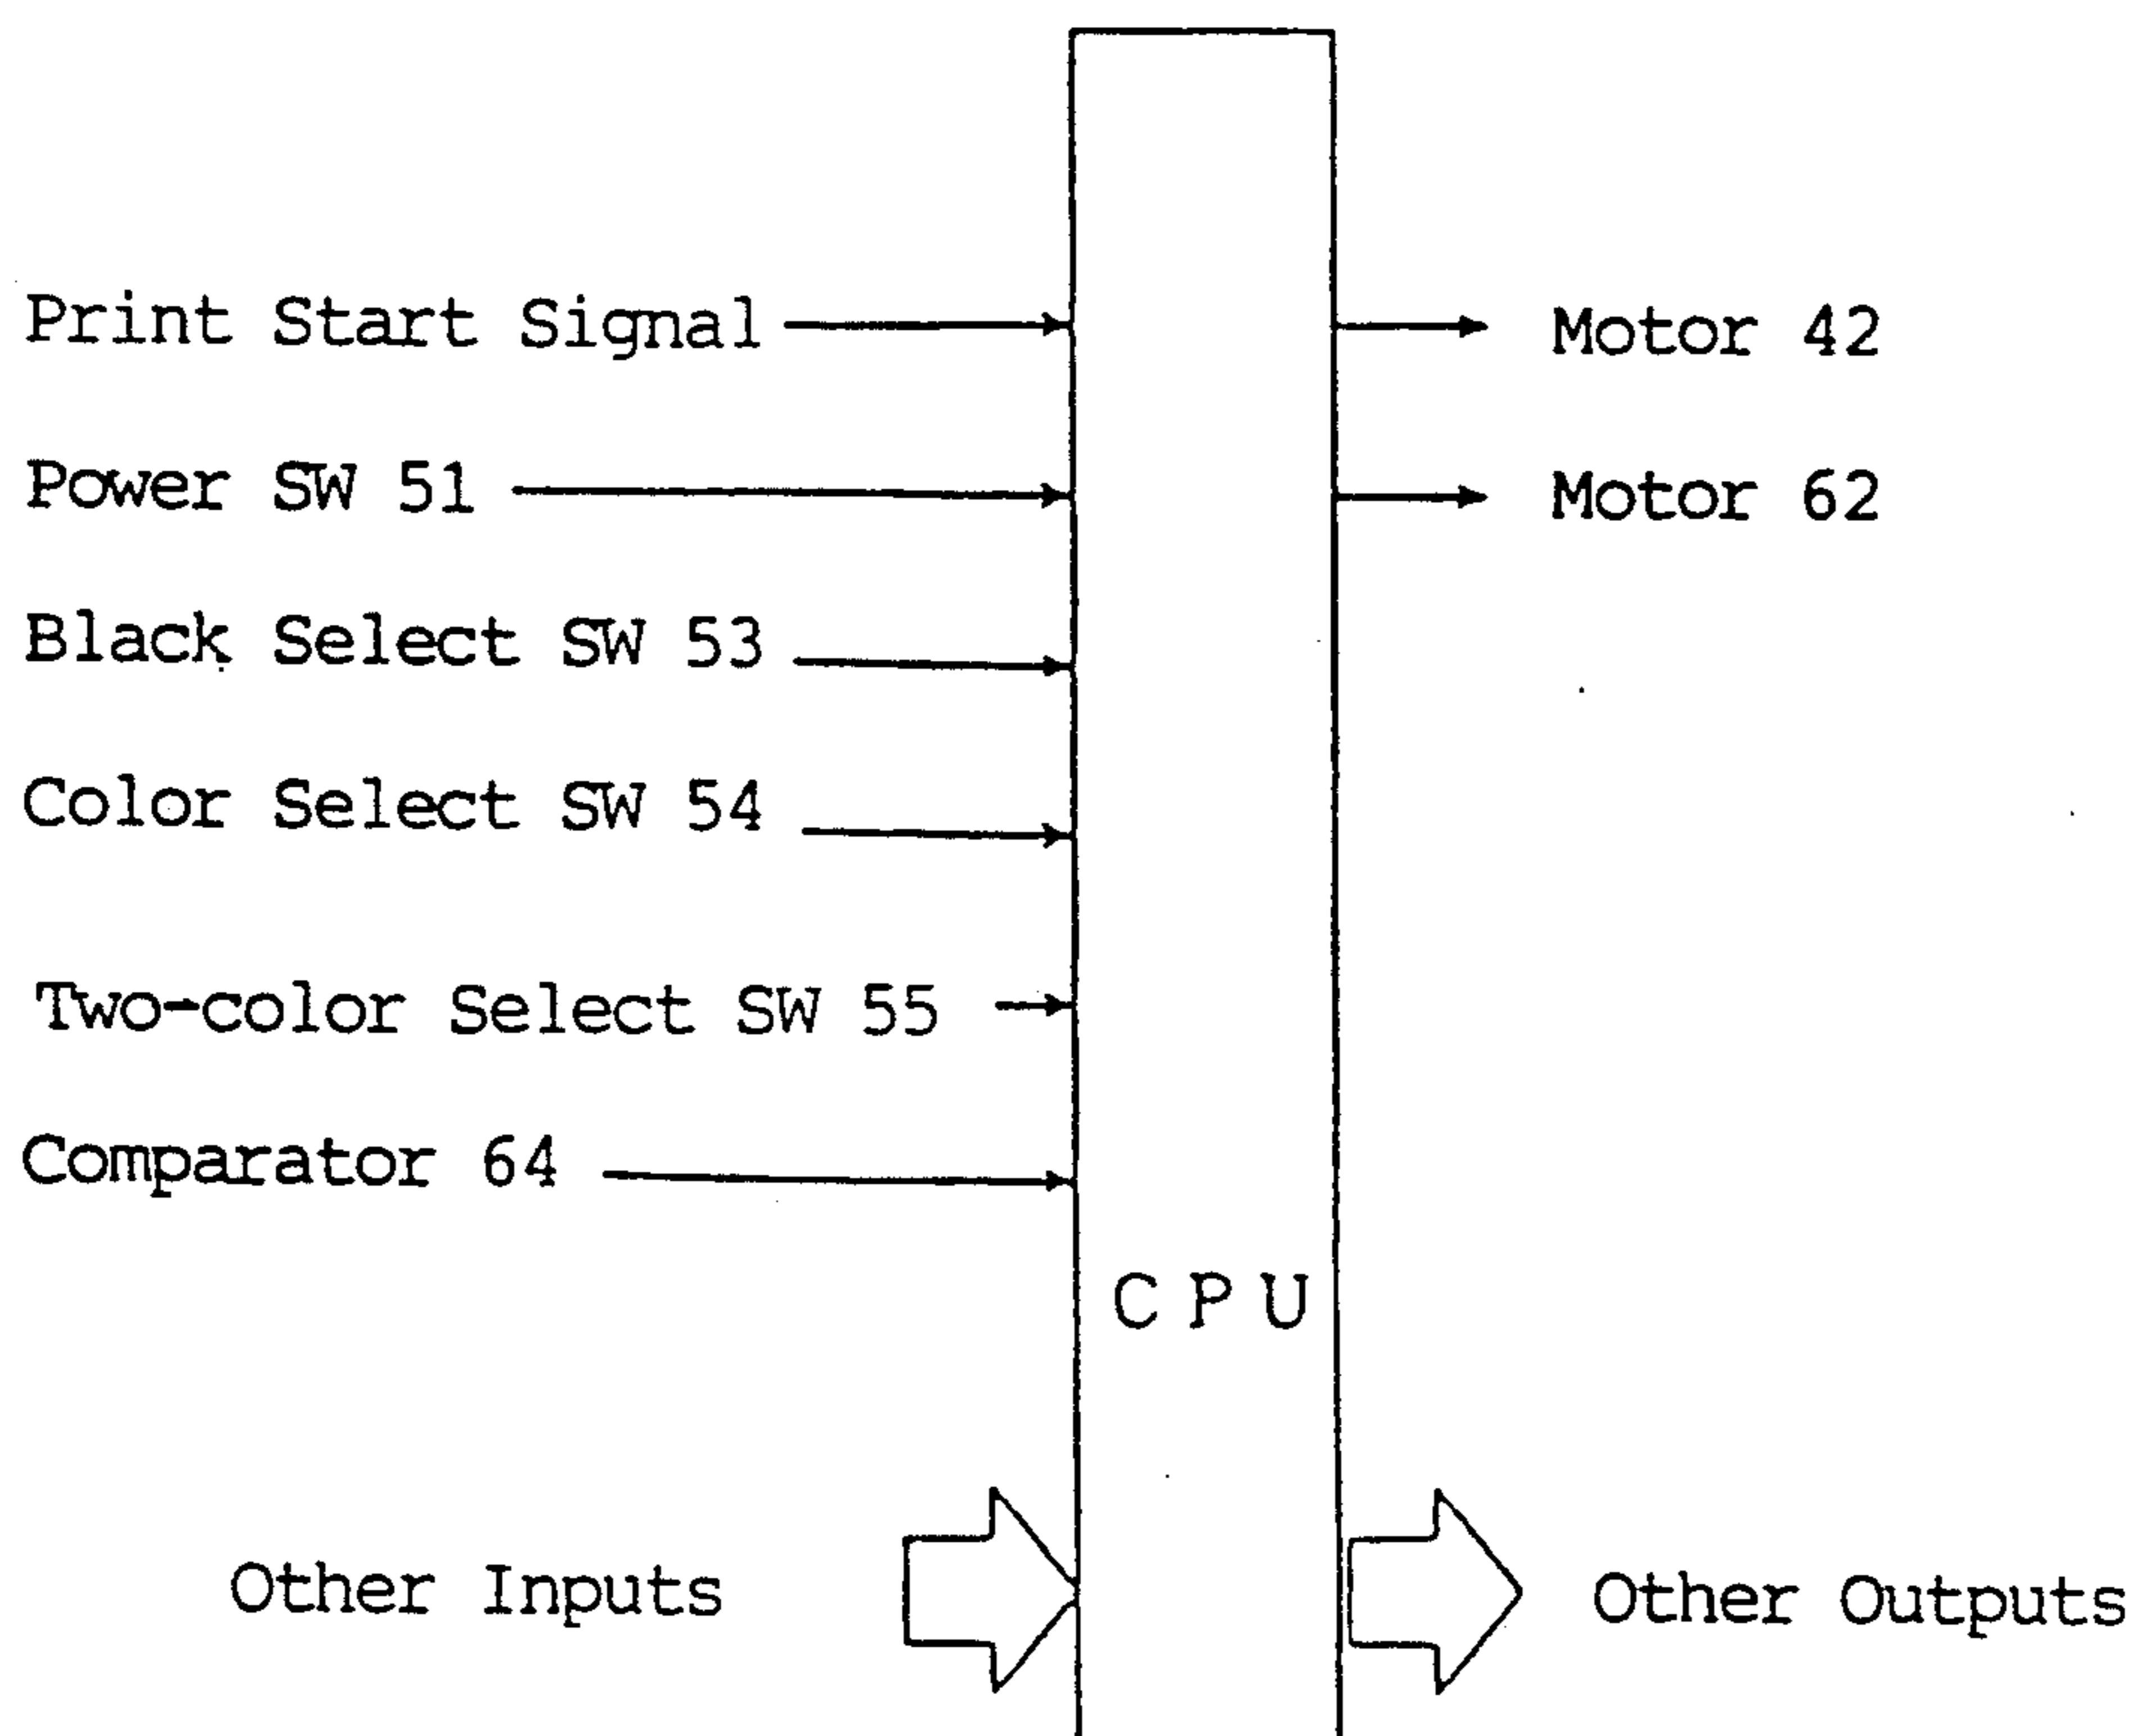 Print Start Signal
Motor 42
Power SW 51
Motor 62
Black Select SW 53
Color Select SW 54
Two-color Select SW 55
Comparator 64
CPU
Other Inputs
Other Outputs